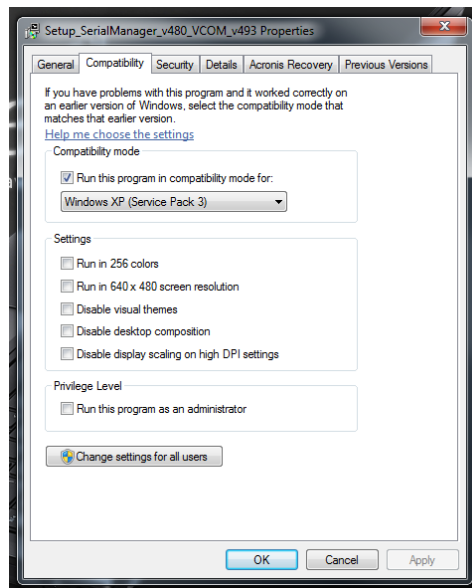 Setup_SerialManager_v480_VCOM_v493 Properties
General Compatibility Security Details Acronis Recovery Previous Versions
If you have problems with this program and it worked correctly on
an earlier version of Windows, select the compatibility mode that
matches that earlier version.
Help me choose the settings
Compatibility mode
Run this program in compatibility mode for:
Windows XP (Service Pack 3)
Settings
Run in 256 colors
Run in 640 x 480 screen resolution
Disable visual themes
Disable desktop composition
Disable display scaling on high DPI settings
Privilege Level
Run this program as an administrator
Change settings for all users
OK Cancel Apply